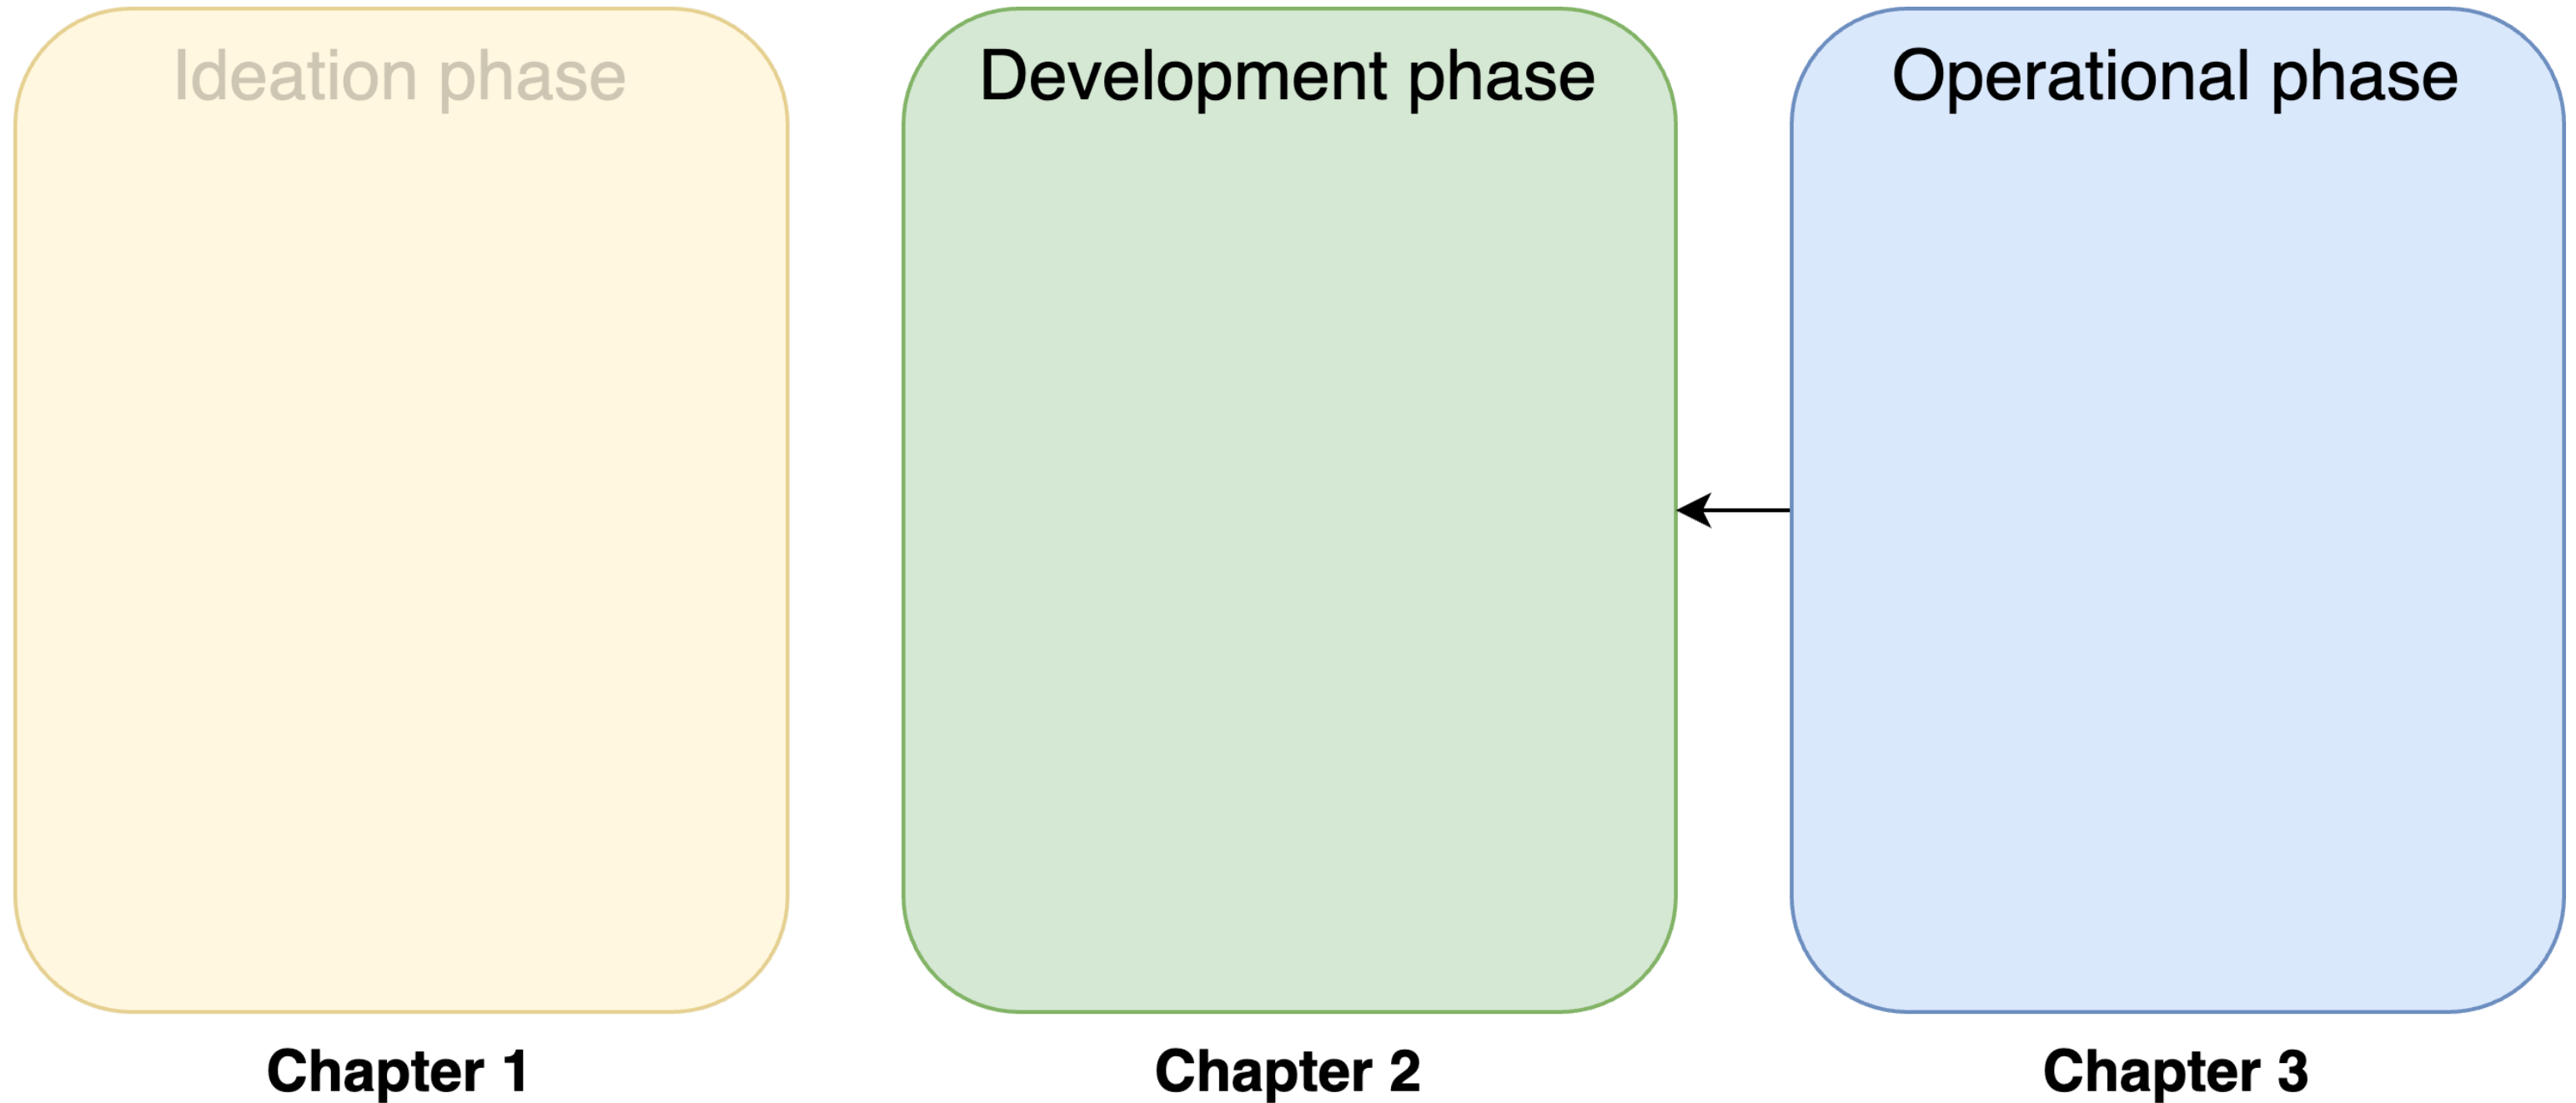 Ideation phase
Development phase
Operational phase
Chapter 1
Chapter 2
Chapter 3